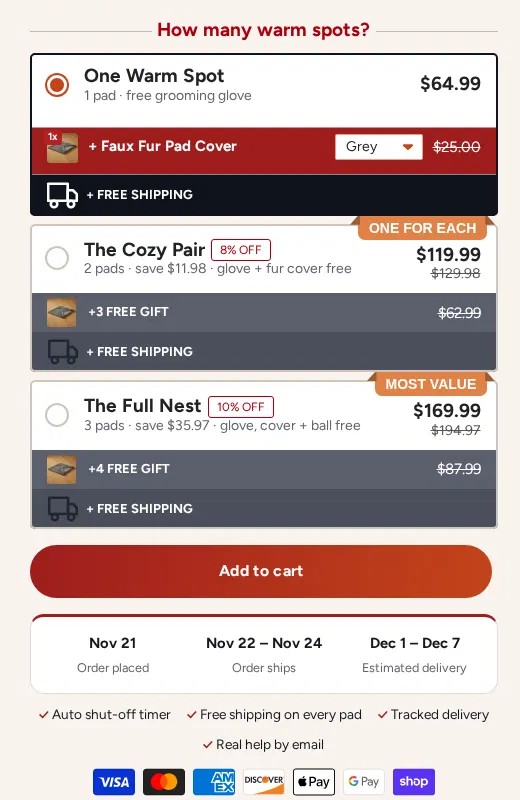 How many warm spots?
One Warm Spot
$64.99
1 pad · free grooming glove
1x
+ Faux Fur Pad Cover
Grey
$25.00
+ FREE SHIPPING
ONE FOR EACH
The Cozy Pair
8% OFF
$119.99
2 pads · save $11.98 · glove + fur cover free
$129.98
+3 FREE GIFT
$62.99
+ FREE SHIPPING
MOST VALUE
The Full Nest
10% OFF
$169.99
3 pads · save $35.97 · glove, cover + ball free
$194.97
+4 FREE GIFT
$87.99
+ FREE SHIPPING
Add to cart
Nov 21
Nov 22 – Nov 24
Dec 1 – Dec 7
Order placed
Order ships
Estimated delivery
Auto shut-off timer
Free shipping on every pad
Tracked delivery
Real help by email
VISA
AMEX
DISCOVER
Pay
G Pay
shop